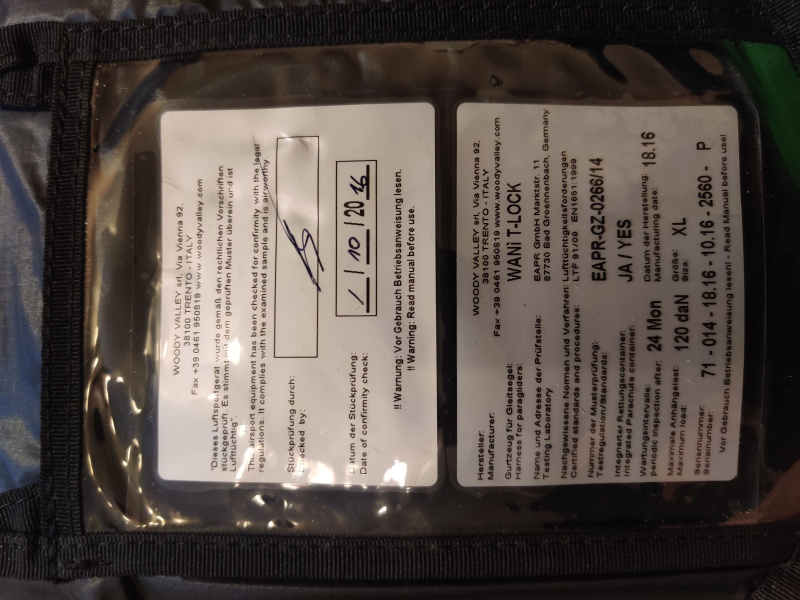 WOODY VALLEY srl, Via Vienna 92,
38100 TRENTO - ITALY
Fax +39 0461 950819 www.woodyvalley.com
"Dieses Luftsportgerät wurde gemäß den rechtlichen Vorschriften
stückgeprüft. Es stimmt mit dem geprüften Muster überein und ist
Lufttüchtig"
This airsport equipment has been checked for confirmity with the legal
regulations. It complies with the examined sample and is airworthy.
Stückprüfung durch:
Checked by:
Datum der Stückprüfung:
Date of confirmity check:
/ 10 / 20 16
!! Warnung: Vor Gebrauch Betriebsanweisung lesen.
!! Warning: Read manual before use.
Hersteller:
Manufacturer:
WOODY VALLEY srl, Via Vienna 92,
38100 TRENTO - ITALY
Fax +39 0461 950819 www.woodyvalley.com
Gurtzeug für Gleitsegel:
Harness for paragliders:
WANi T-LOCK
Name und Adresse der Prüfstelle:
Testing Laboratory
EAPR GmbH Marktstr. 11
87730 Bad Groennenbach, Germany
Nachgewiesene Normen und Verfahren: Lufttüchtigkeitsforderungen
Certified standards and procedures: LTF 91/09 EN1651:1999
Nummer der Musterprüfung:
Testregulation/Standards:
EAPR-GZ-0266/14
Integrierter Rettungscontainer:
Integrated Parachute container:
JA / YES
Wartungsintervalle:
periodic inspection after:
24 Mon
Datum der Herstellung:
Manufacturing date:
18.16
Maximale Anhängelast:
Maximum load:
120 daN
Größe:
Size:
XL
Seriennummer:
Serialnumber:
71 - 014 - 18.16 - 10.16 - 2560 - P
Vor Gebrauch Betriebsanweisung lesen! - Read Manual before use!